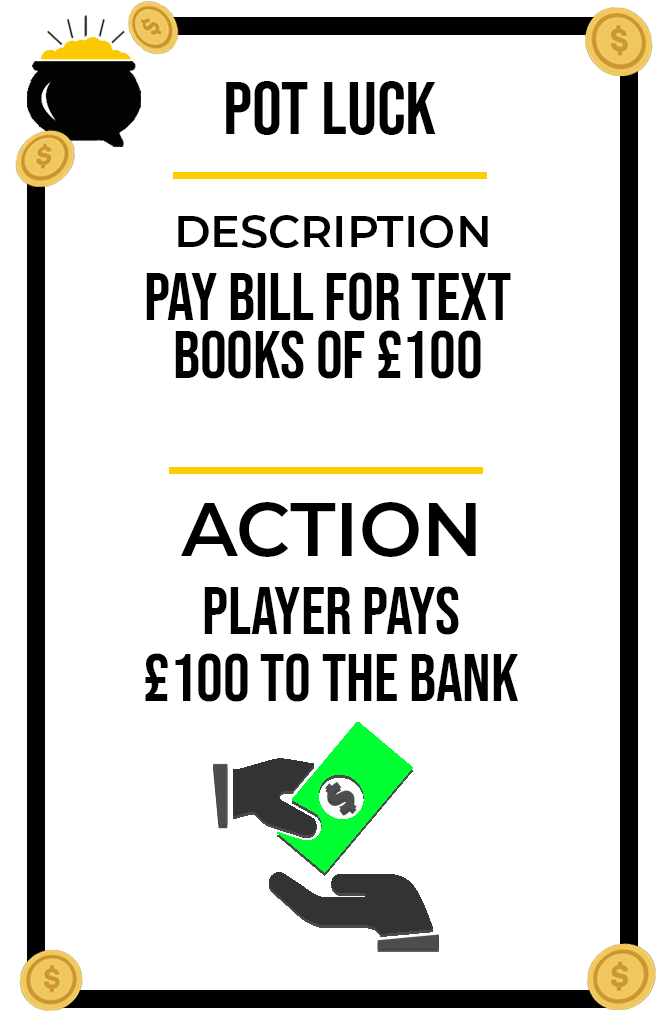 POT LUCK
DESCRIPTION
PAY BILL FOR TEXT
BOOKS OF £100
ACTION
PLAYER PAYS
£100 TO THE BANK
$
$
$
$
$
$